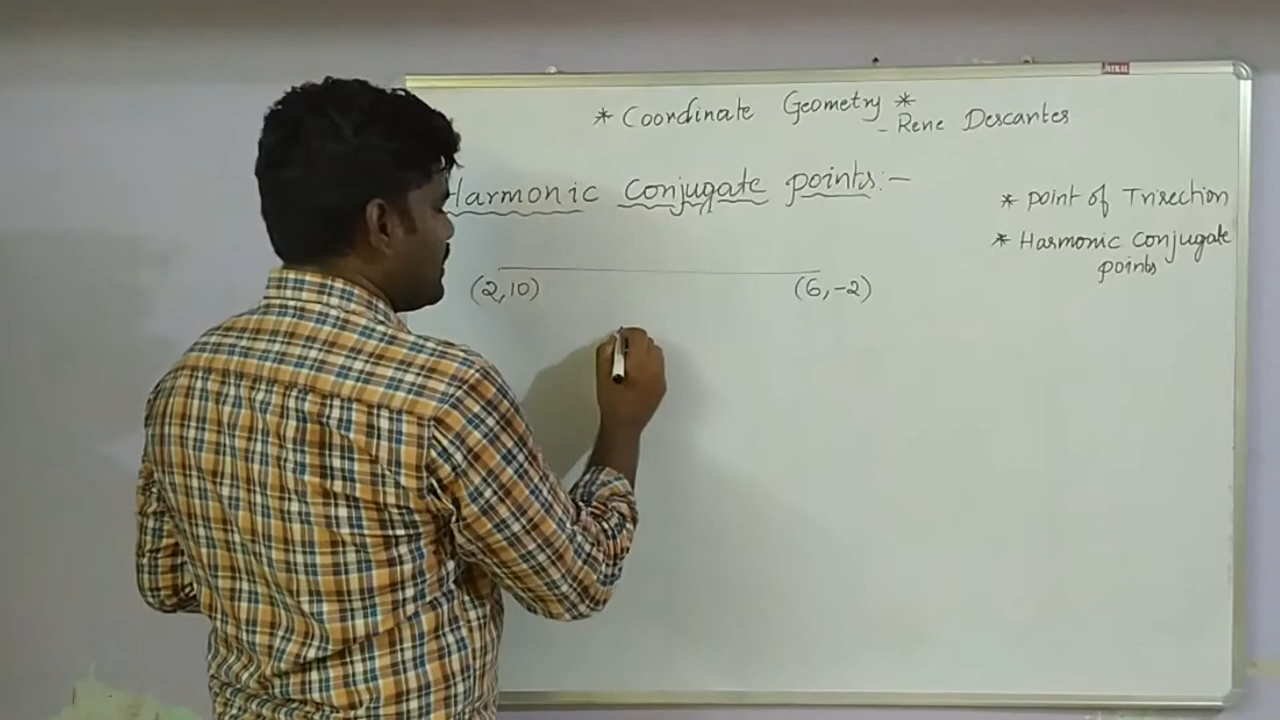 * Coordinate Geometry *
- Rene Descartes
Harmonic Conjugate points:-
* point of Trisection
* Harmonic Conjugate
points
(2,10) (6,-2)